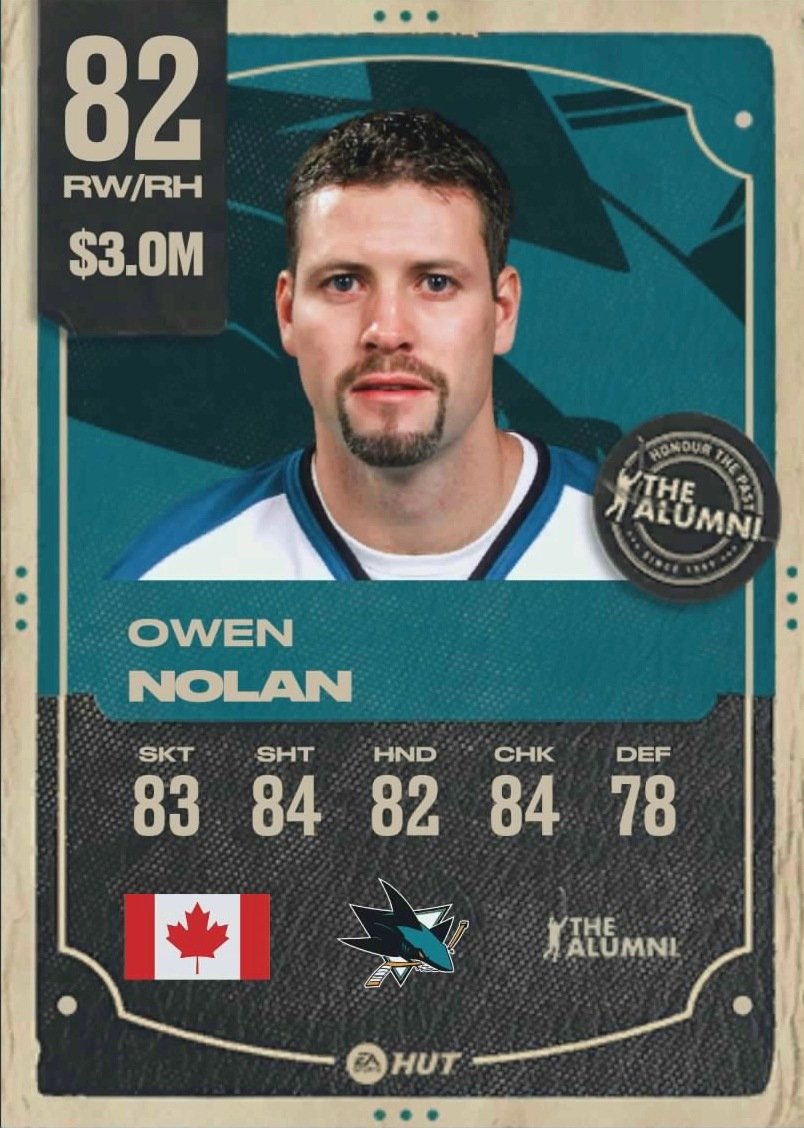 82
RW/RH
$3.0M
HONOUR THE PAST
THE
ALUMNI
OWEN
NOLAN
SKT SHT HND CHK DEF
83 84 82 84 78
THE
ALUMNI
EA
HUT